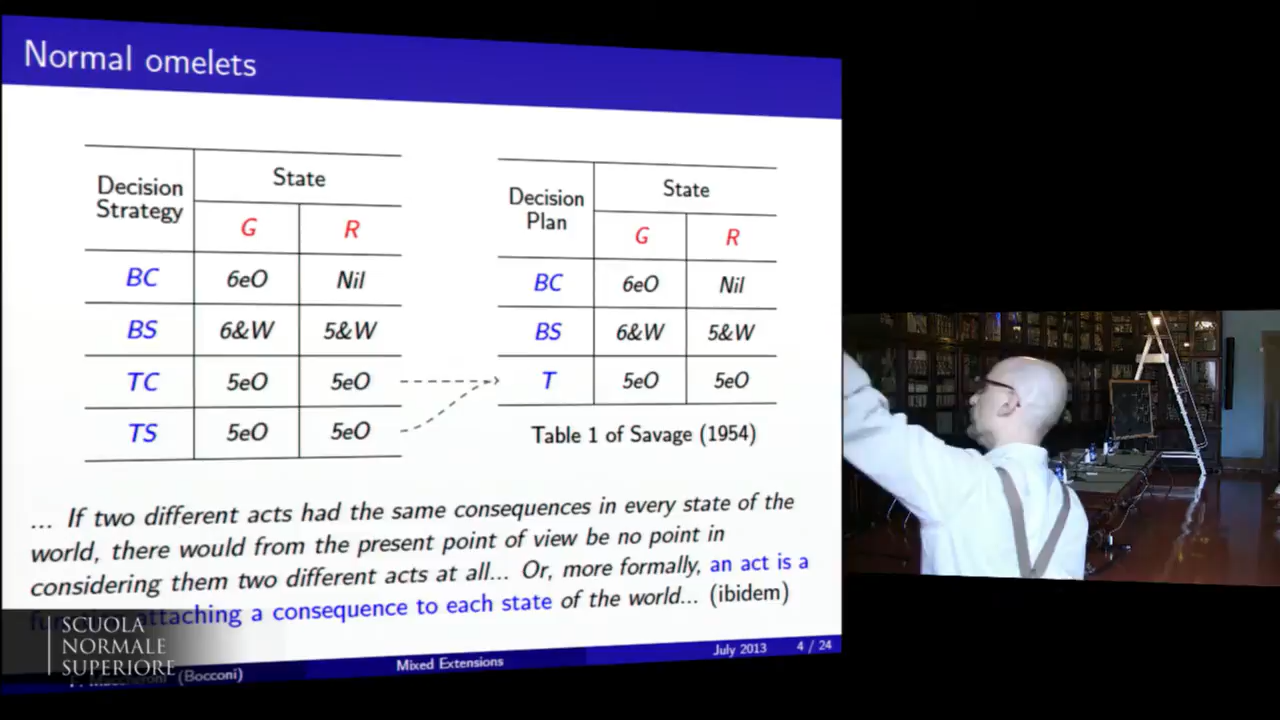 Normal omelets
Decision Strategy State
G R
BC 6eO Nil
BS 6&W 5&W
TC 5eO 5eO
TS 5eO 5eO
Decision Plan State
G R
BC 6eO Nil
BS 6&W 5&W
T 5eO 5eO
Table 1 of Savage (1954)
... If two different acts had the same consequences in every state of the
world, there would from the present point of view be no point in
considering them two different acts at all... Or, more formally, an act is a
attaching a consequence to each state of the world... (ibidem)
SCUOLA
NORMALE
SUPERIORE
(Bocconi) Mixed Extensions July 2013 4 / 24